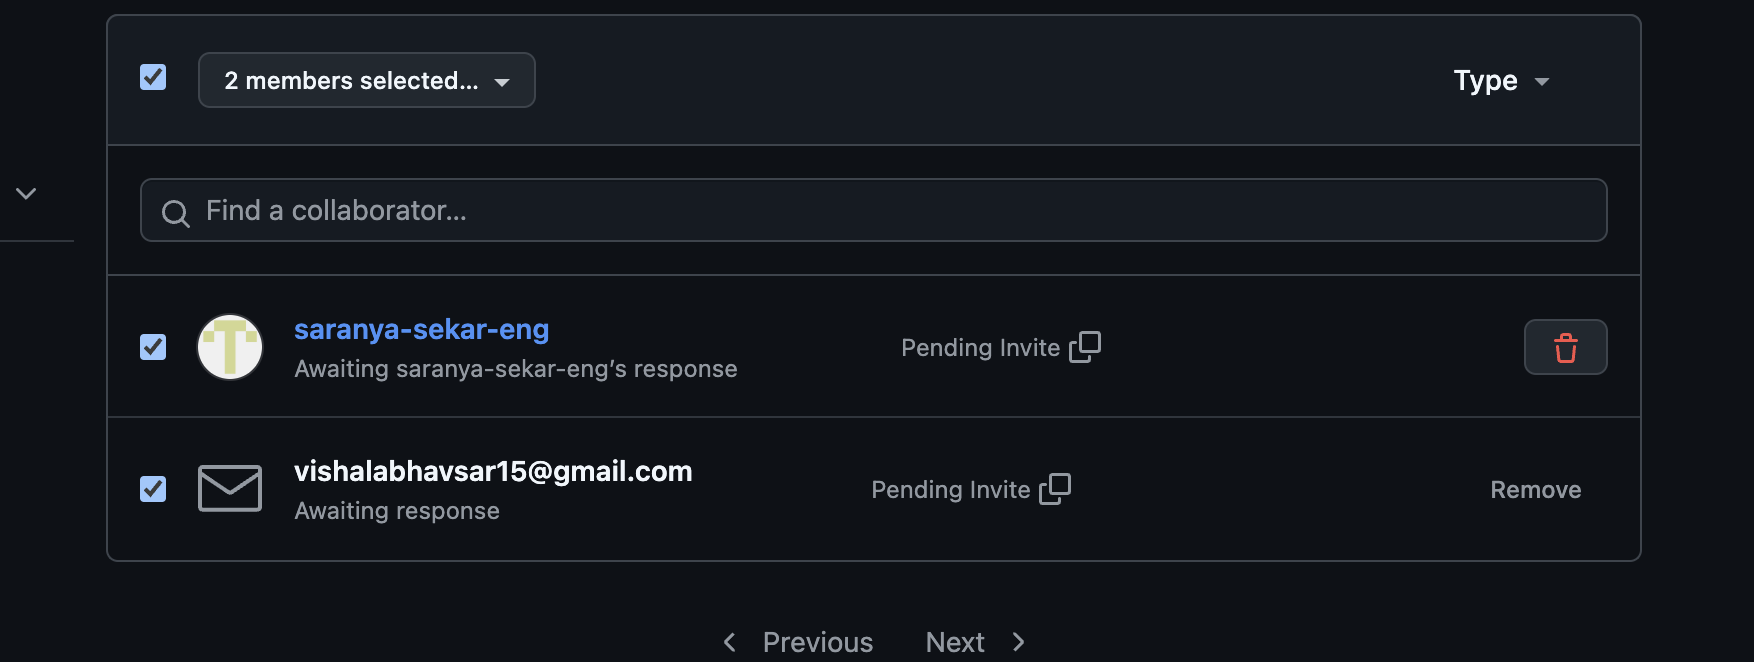 2 members selected...
Type
Find a collaborator...
saranya-sekar-eng
Awaiting saranya-sekar-eng’s response
Pending Invite
vishalabhavsar15@gmail.com
Awaiting response
Pending Invite
Remove
Previous
Next